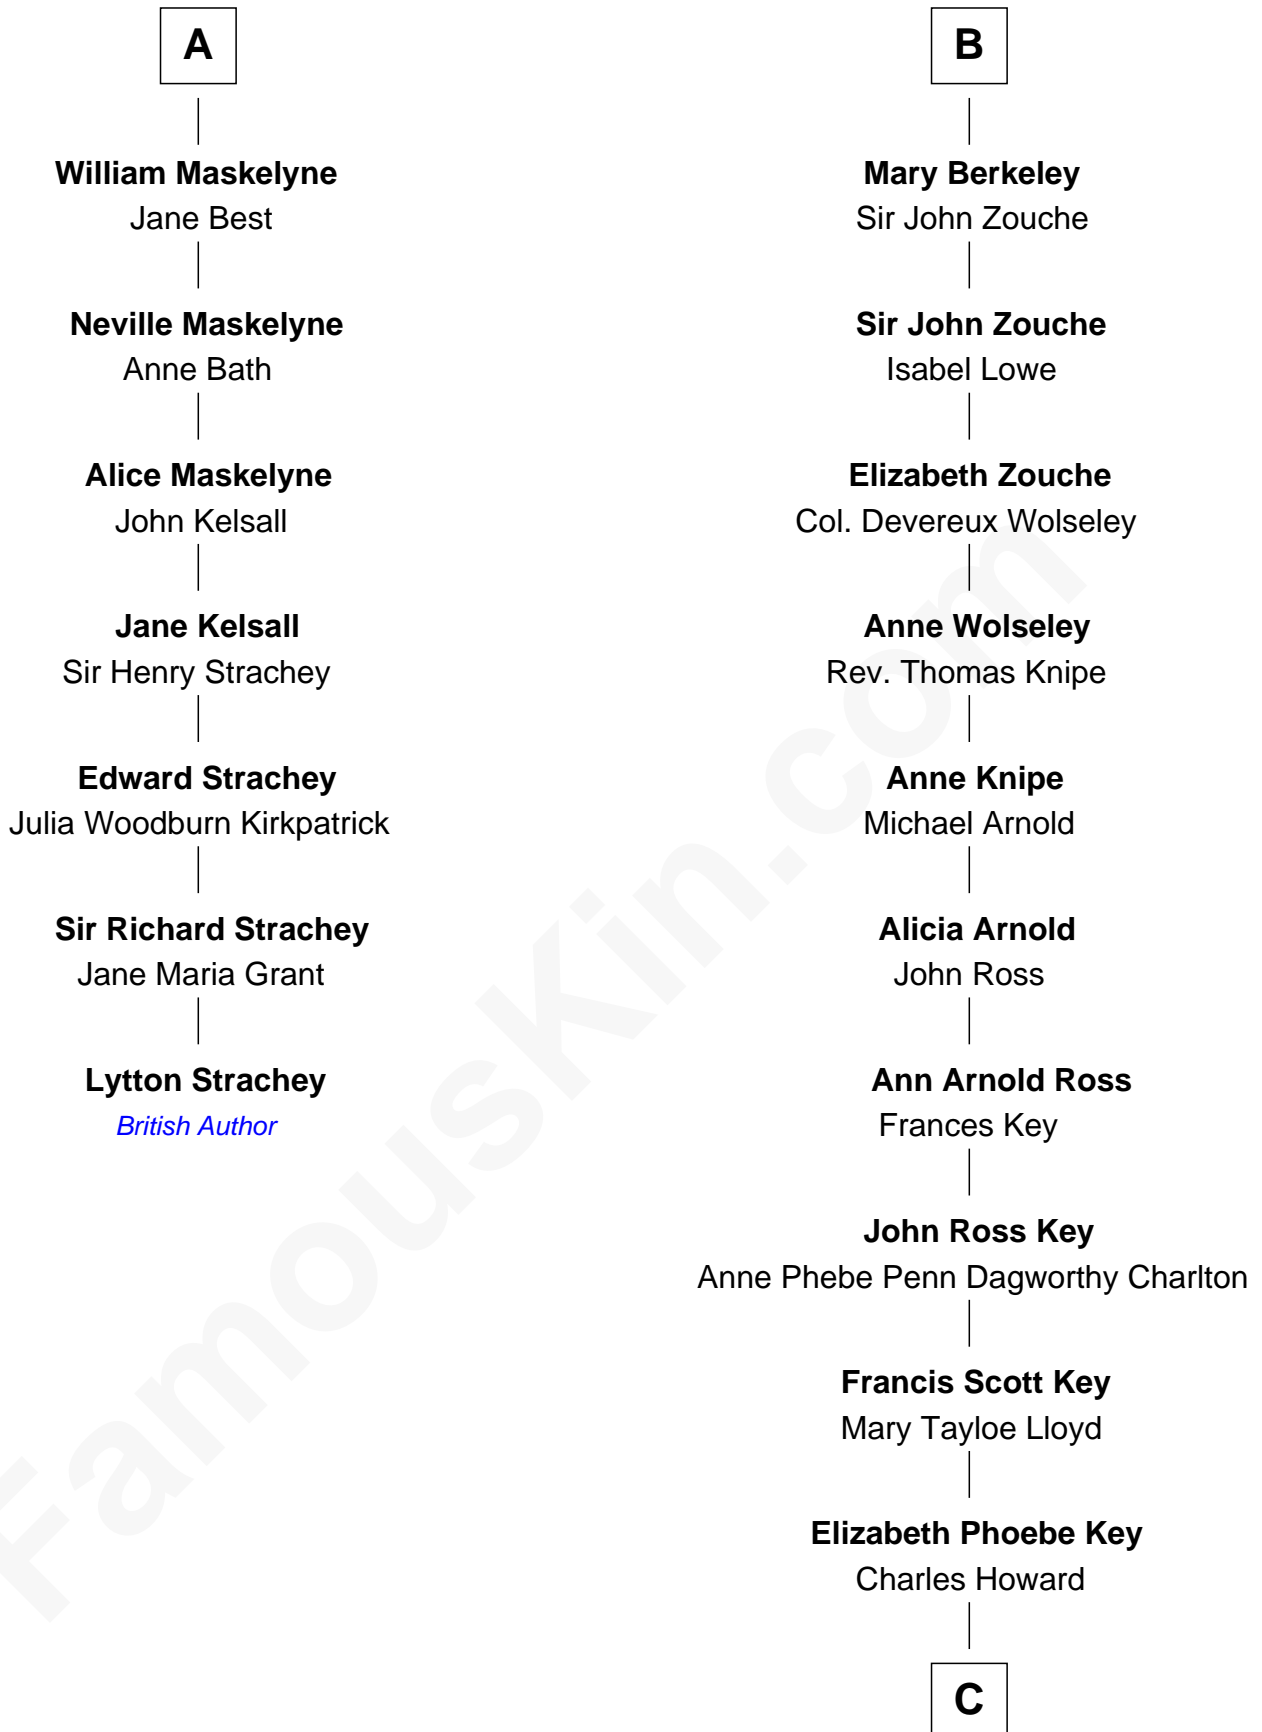 A
William Maskelyne
Jane Best
Neville Maskelyne
Anne Bath
Alice Maskelyne
John Kelsall
Jane Kelsall
Sir Henry Strachey
Edward Strachey
Julia Woodburn Kirkpatrick
Sir Richard Strachey
Jane Maria Grant
Lytton Strachey
British Author
B
Mary Berkeley
Sir John Zouche
Sir John Zouche
Isabel Lowe
Elizabeth Zouche
Col. Devereux Wolseley
Anne Wolseley
Rev. Thomas Knipe
Anne Knipe
Michael Arnold
Alicia Arnold
John Ross
Ann Arnold Ross
Frances Key
John Ross Key
Anne Phebe Penn Dagworthy Charlton
Francis Scott Key
Mary Tayloe Lloyd
Elizabeth Phoebe Key
Charles Howard
C
FamousKin.com